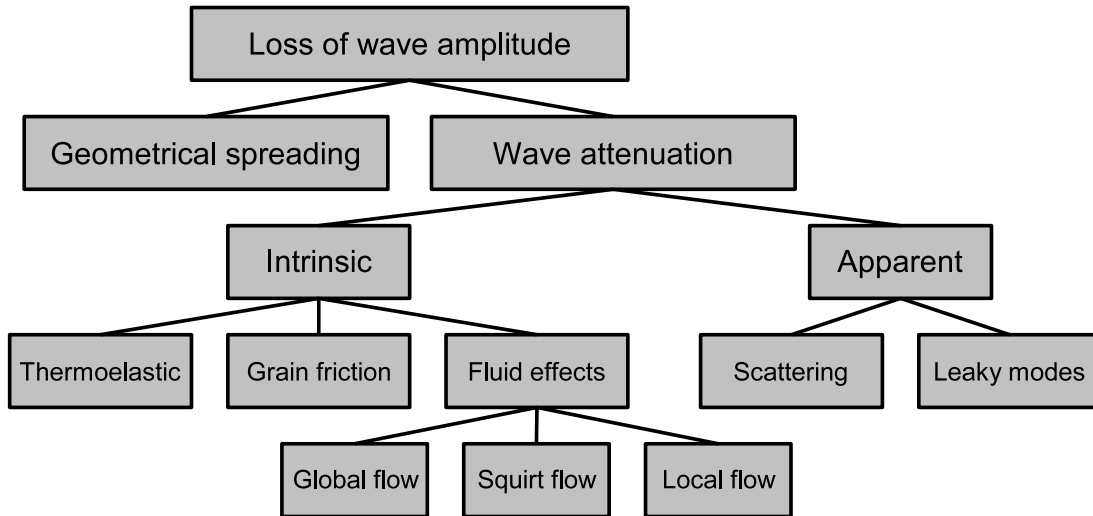 Loss of wave amplitude
Geometrical spreading
Wave attenuation
Intrinsic
Apparent
Thermoelastic
Grain friction
Fluid effects
Scattering
Leaky modes
Global flow
Squirt flow
Local flow